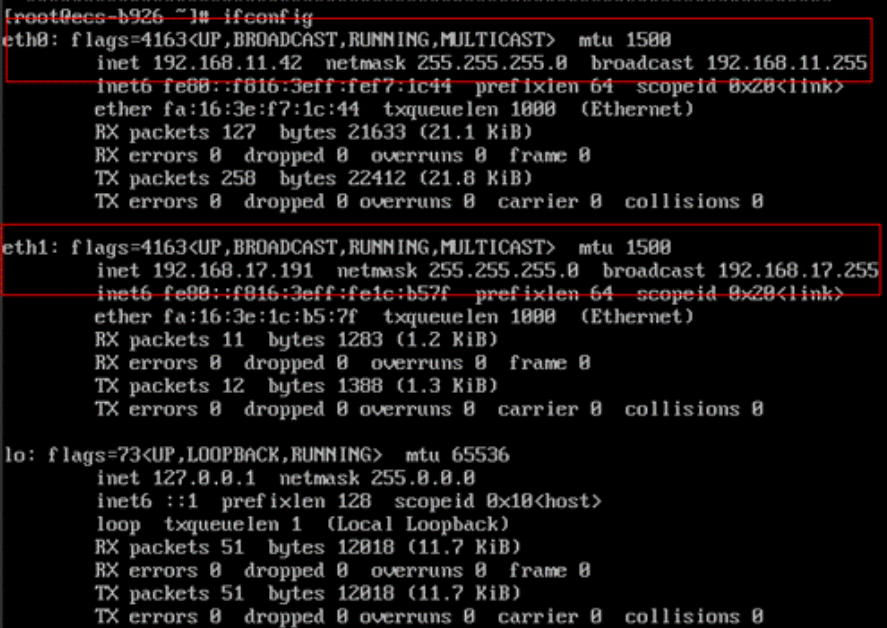 [root@ecs-b926 ~]# ifconfig
eth0: flags=4163<UP,BROADCAST,RUNNING,MULTICAST>  mtu 1500
        inet 192.168.11.42  netmask 255.255.255.0  broadcast 192.168.11.255
        inet6 fe80::f816:3eff:fef7:1c44  prefixlen 64  scopeid 0x20<link>
        ether fa:16:3e:f7:1c:44  txqueuelen 1000  (Ethernet)
        RX packets 127  bytes 21633 (21.1 KiB)
        RX errors 0  dropped 0  overruns 0  frame 0
        TX packets 258  bytes 22412 (21.8 KiB)
        TX errors 0  dropped 0 overruns 0  carrier 0  collisions 0

eth1: flags=4163<UP,BROADCAST,RUNNING,MULTICAST>  mtu 1500
        inet 192.168.17.191  netmask 255.255.255.0  broadcast 192.168.17.255
        inet6 fe80::f816:3eff:fe1c:b57f  prefixlen 64  scopeid 0x20<link>
        ether fa:16:3e:1c:b5:7f  txqueuelen 1000  (Ethernet)
        RX packets 11  bytes 1283 (1.2 KiB)
        RX errors 0  dropped 0  overruns 0  frame 0
        TX packets 12  bytes 1388 (1.3 KiB)
        TX errors 0  dropped 0 overruns 0  carrier 0  collisions 0

lo: flags=73<UP,LOOPBACK,RUNNING>  mtu 65536
        inet 127.0.0.1  netmask 255.0.0.0
        inet6 ::1  prefixlen 128  scopeid 0x10<host>
        loop  txqueuelen 1  (Local Loopback)
        RX packets 51  bytes 12018 (11.7 KiB)
        RX errors 0  dropped 0  overruns 0  frame 0
        TX packets 51  bytes 12018 (11.7 KiB)
        TX errors 0  dropped 0 overruns 0  carrier 0  collisions 0